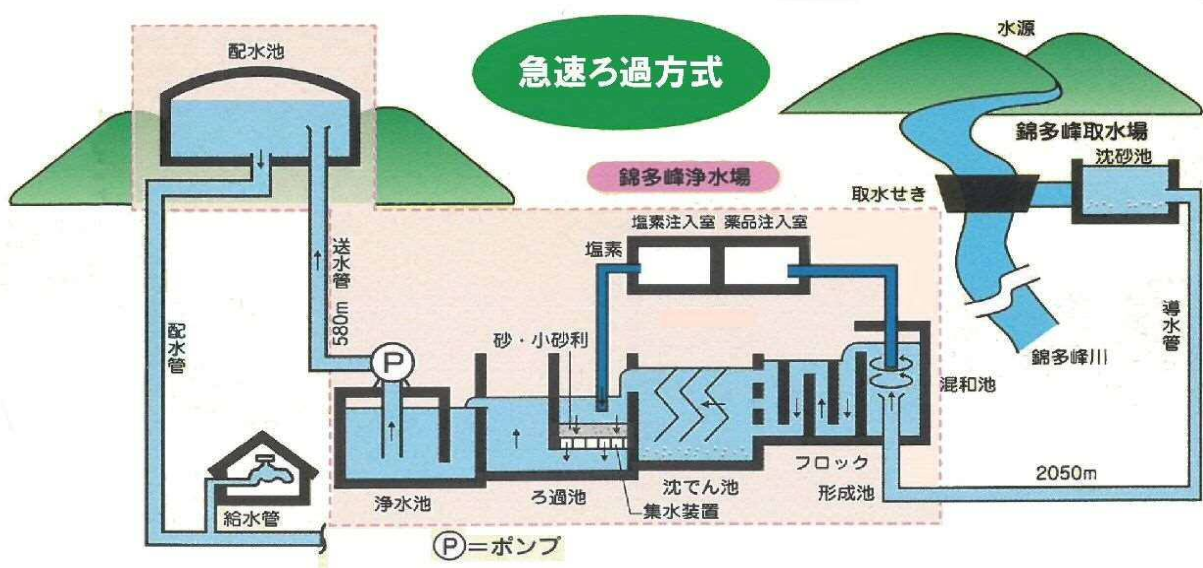 急速ろ過方式
水源
配水池
錦多峰取水場
沈砂池
錦多峰浄水場
取水せき
塩素注入室 薬品注入室
塩素
送水管
580m
配水管
砂・小砂利
導水管
錦多峰川
P
混和池
フロック
形成池
2050m
沈でん池
ろ過池
集水装置
浄水池
給水管
P=ポンプ